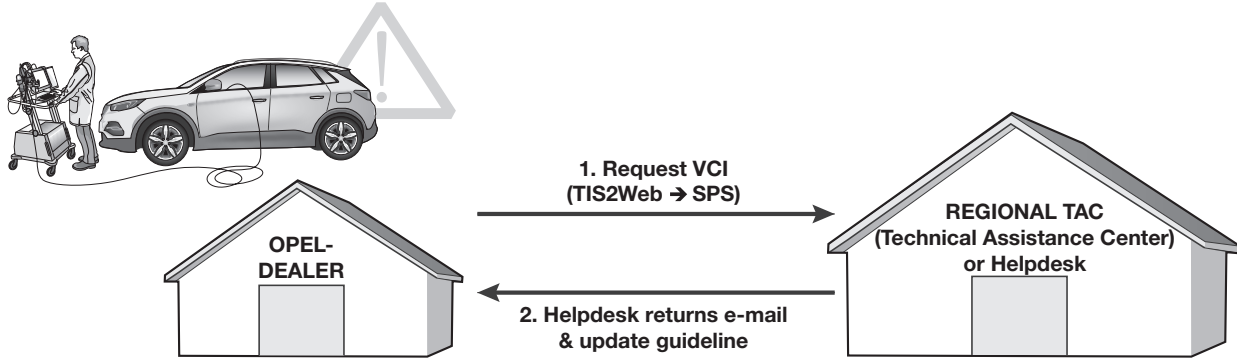 1. Request VCI
(TIS2Web → SPS)
OPEL-
DEALER
REGIONAL TAC
(Technical Assistance Center)
or Helpdesk
2. Helpdesk returns e-mail
& update guideline